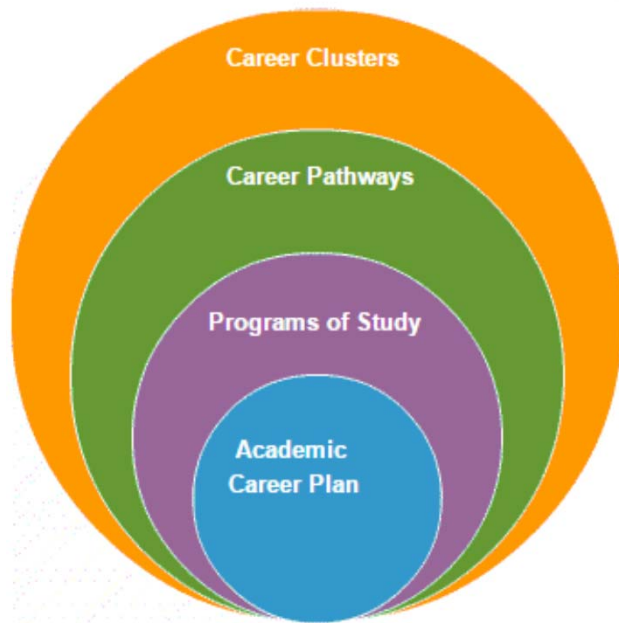 Career Clusters
Career Pathways
Programs of Study
Academic
Career Plan